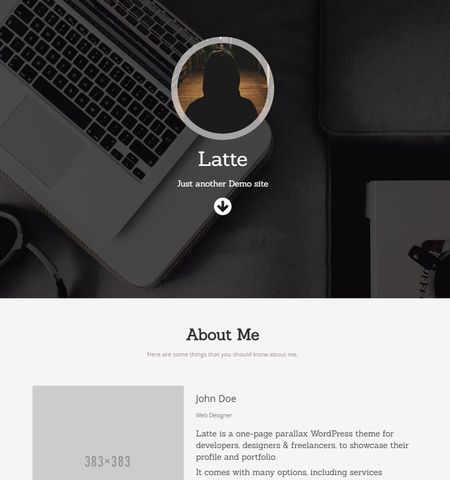 Latte
Just another Demo site
About Me
Here are some things that you should know about me.
John Doe
Web Designer
383×383
Latte is a one-page parallax WordPress theme for
developers, designers & freelancers, to showcase their
profile and portfolio.
It comes with many options, including services